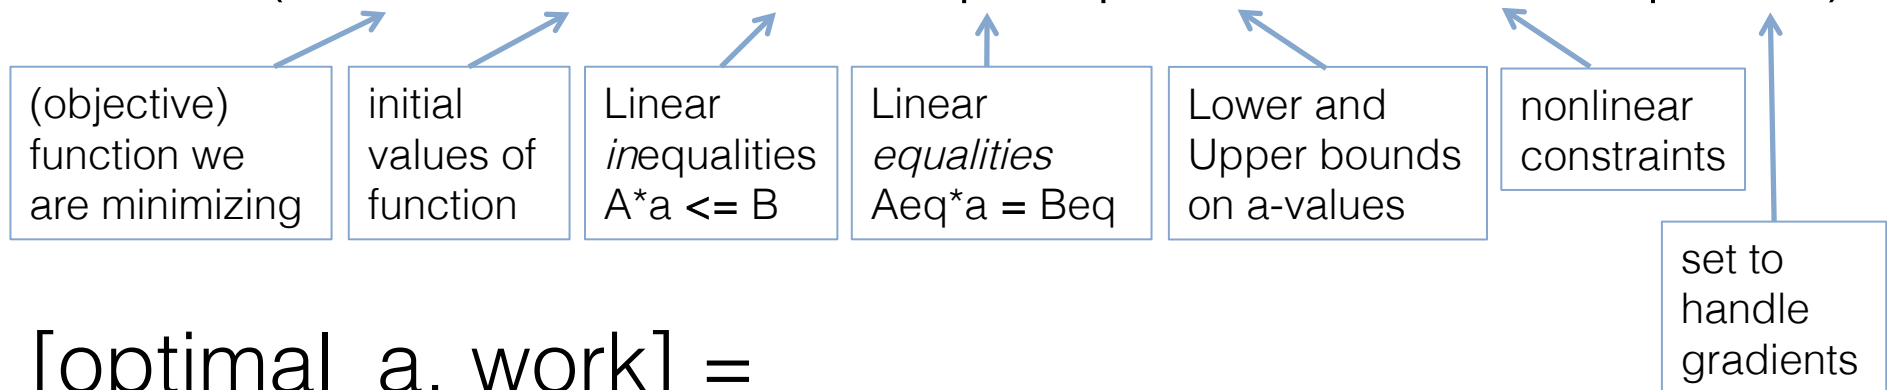 (objective)
function we
are minimizing
initial
values of
function
Linear
inequalities
A*a <= B
Linear
equalities
Aeq*a = Beq
Lower and
Upper bounds
on a-values
nonlinear
constraints
set to
handle
gradients
[optimal_a, work] =